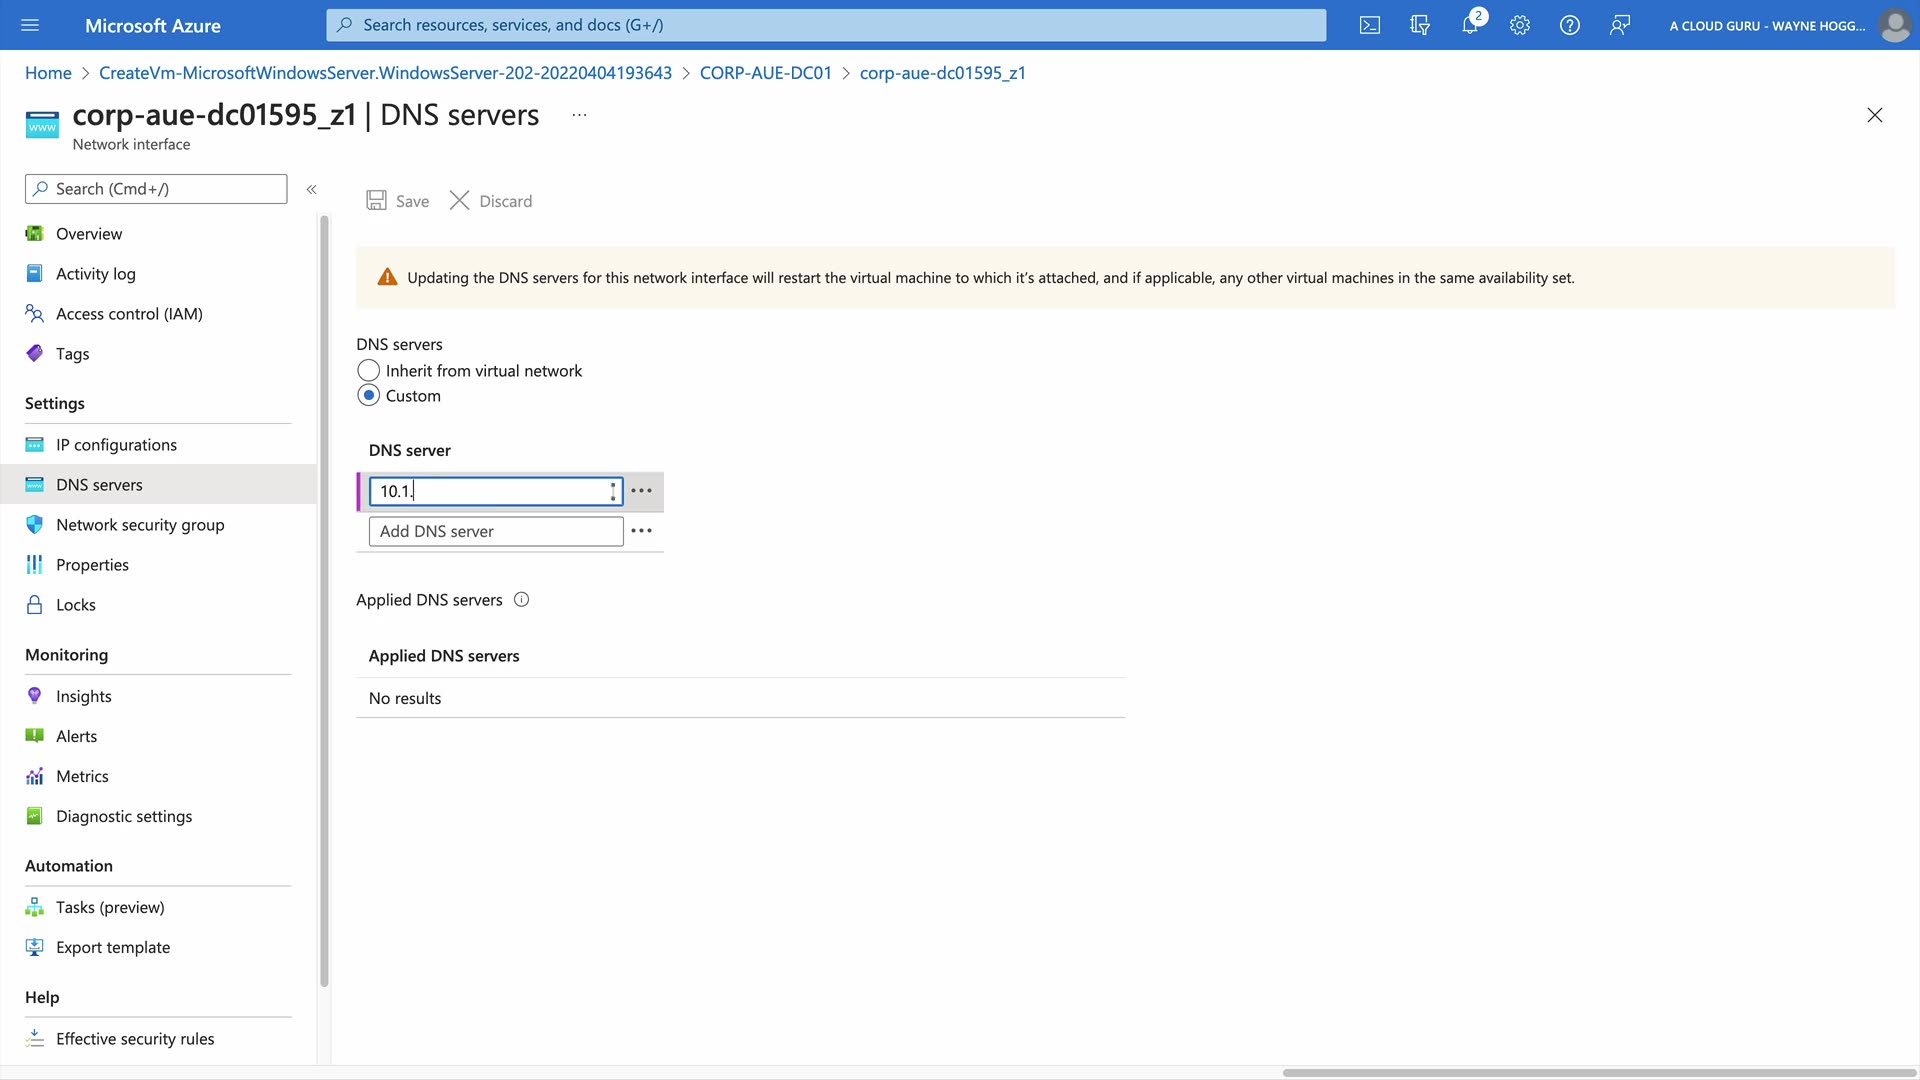 Microsoft Azure
Search resources, services, and docs (G+/)
2
A CLOUD GURU - WAYNE HOGG...
Home > CreateVm-MicrosoftWindowsServer.WindowsServer-202-20220404193643 > CORP-AUE-DC01 > corp-aue-dc01595_z1
www
corp-aue-dc01595_z1 | DNS servers ...
Network interface
Search (Cmd+/)
«
Save
Discard
Overview
Activity log
Access control (IAM)
Tags
Settings
IP configurations
DNS servers
Network security group
Properties
Locks
Monitoring
Insights
Alerts
Metrics
Diagnostic settings
Automation
Tasks (preview)
Export template
Help
Effective security rules
Updating the DNS servers for this network interface will restart the virtual machine to which it’s attached, and if applicable, any other virtual machines in the same availability set.
DNS servers
Inherit from virtual network
Custom
DNS server
10.1.
Add DNS server
Applied DNS servers
Applied DNS servers
No results